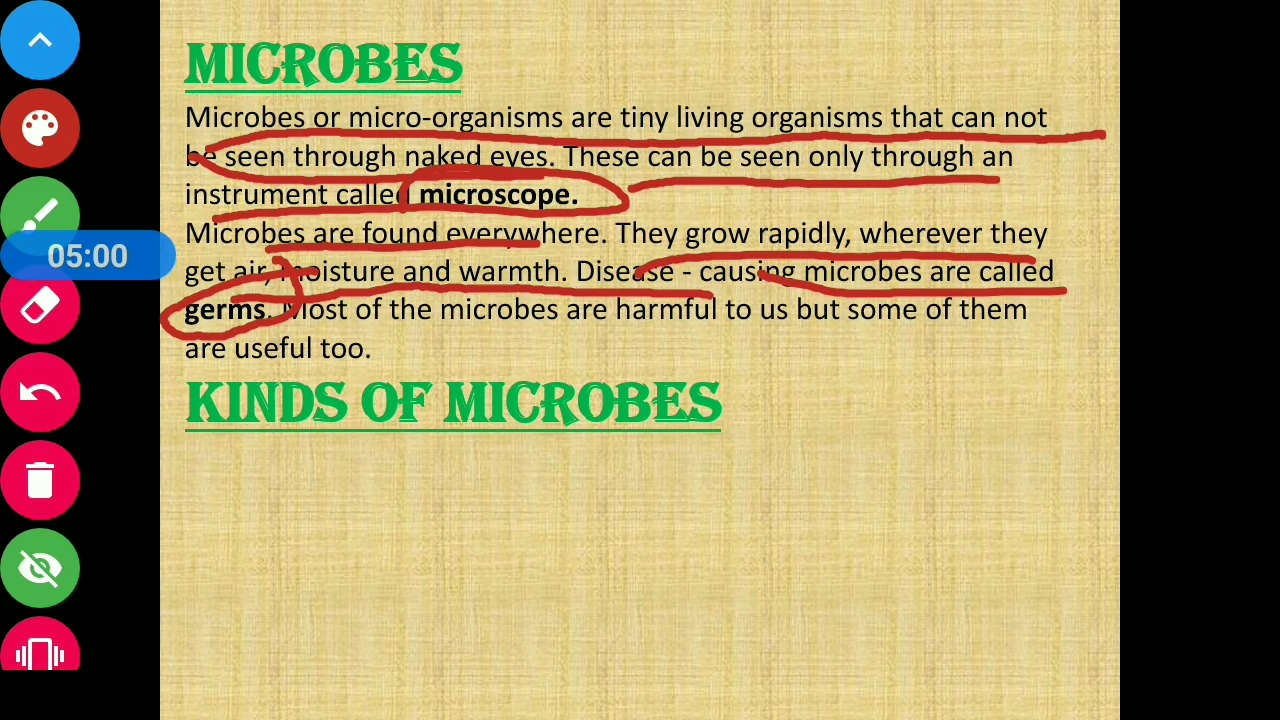 MICROBES
Microbes or micro-organisms are tiny living organisms that can not
be seen through naked eyes. These can be seen only through an
instrument called microscope.
Microbes are found everywhere. They grow rapidly, wherever they
get air, moisture and warmth. Disease - causing microbes are called
germs. Most of the microbes are harmful to us but some of them
are useful too.
KINDS OF MICROBES
05:00